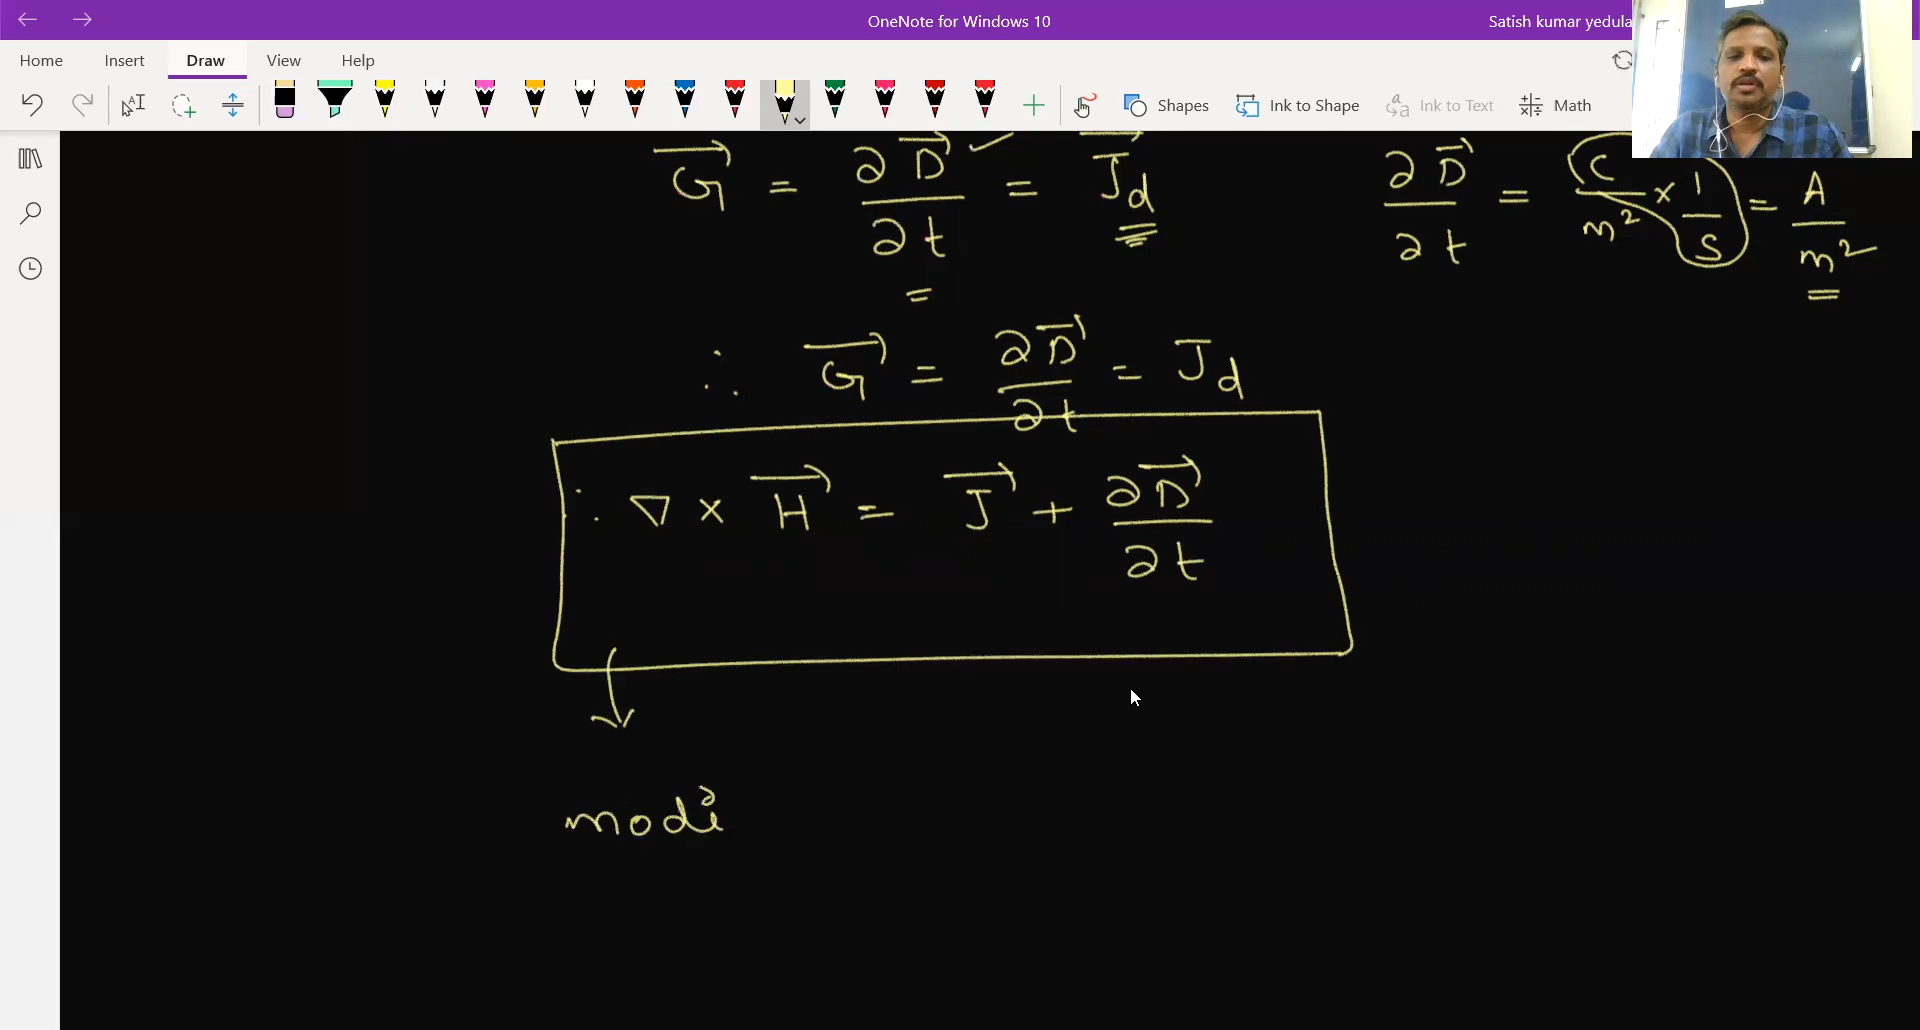 OneNote for Windows 10
Satish kumar yedula
Home Insert Draw View Help
Shapes Ink to Shape Ink to Text Math
G⃗ = ∂D⃗/∂t ✓ = J⃗d
∂D⃗/∂t = C/m² × 1/S = A/m²
=
∴ G⃗ = ∂D⃗/∂t = Jd
∴ ∇ × H⃗ = J⃗ + ∂D⃗/∂t
modi